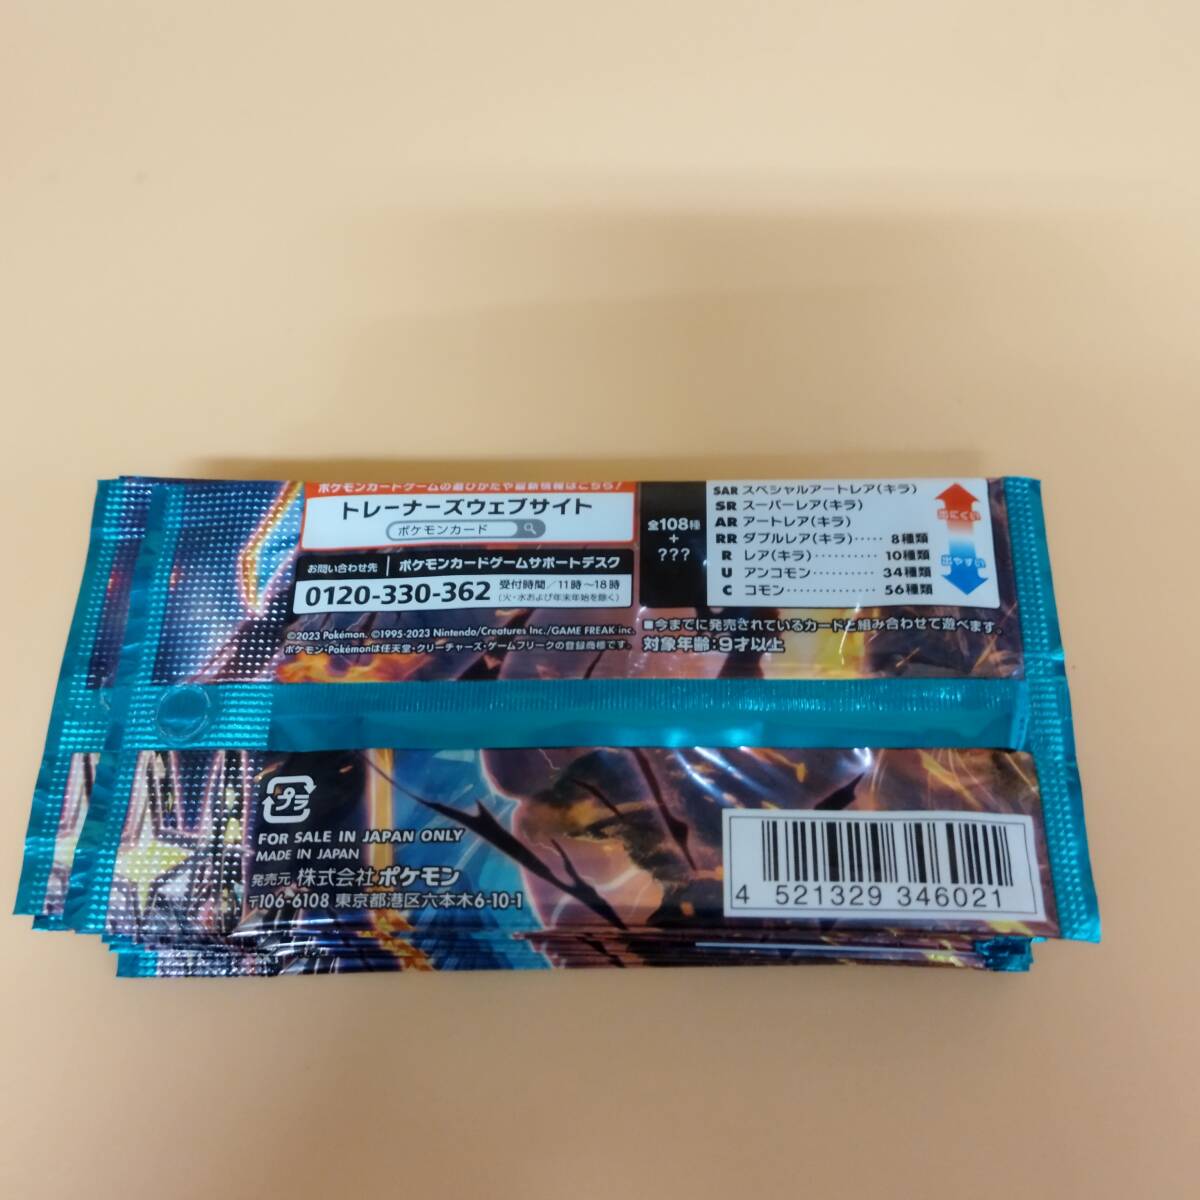 ポケモンカードゲームの遊びかたや最新情報はこちら!
トレーナーズウェブサイト
ポケモンカード
お問い合わせ先 ポケモンカードゲームサポートデスク
0120-330-362 受付時間/11時~18時
(火・水および年末年始を除く)
©2023 Pokémon. ©1995-2023 Nintendo/Creatures Inc./GAME FREAK inc.
ポケモン・Pokémonは任天堂・クリーチャーズ・ゲームフリークの登録商標です。
全108種
+
???
SAR スペシャルアートレア(キラ)
SR スーパーレア(キラ)
AR アートレア(キラ)
RR ダブルレア(キラ)····· 8種類
R レア(キラ)··········· 10種類
U アンコモン·········· 34種類
C コモン·············· 56種類
出にくい
出やすい
■今までに発売されているカードと組み合わせて遊べます。
対象年齢:9才以上
プラ
FOR SALE IN JAPAN ONLY
MADE IN JAPAN
発売元 株式会社ポケモン
〒106-6108 東京都港区六本木6-10-1
4 521329 346021